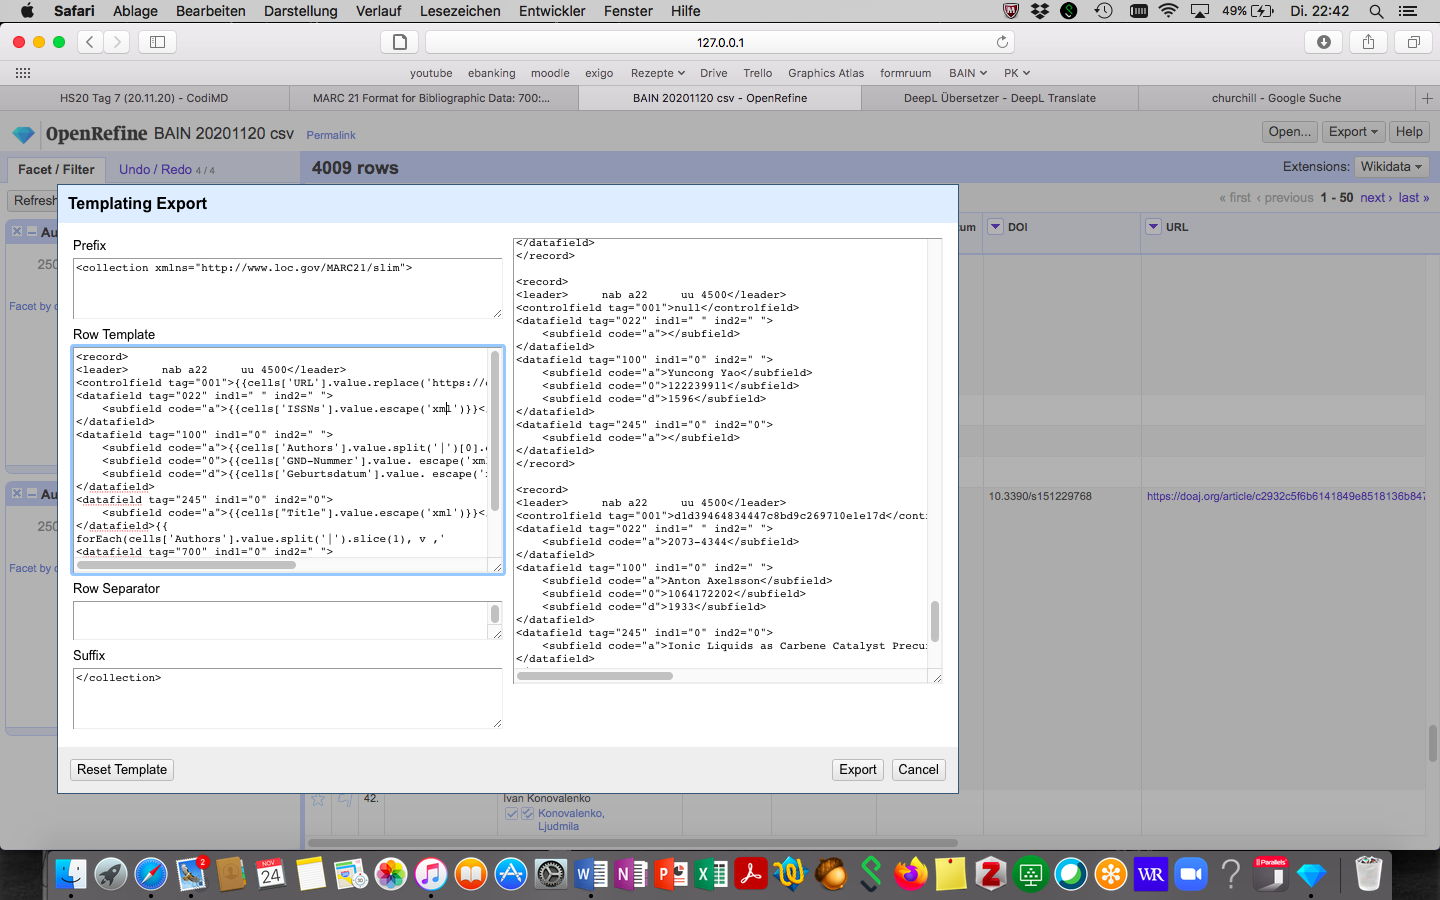 Safari Ablage Bearbeiten Darstellung Verlauf Lesezeichen Entwickler Fenster Hilfe 49% Di. 22:42
127.0.0.1
youtube ebanking moodle exigo Rezepte Drive Trello Graphics Atlas formruum BAIN PK
HS20 Tag 7 (20.11.20) - CodiMD MARC 21 Format for Bibliographic Data: 700:... BAIN 20201120 csv - OpenRefine DeepL Übersetzer - DeepL Translate churchill - Google Suche
OpenRefine BAIN 20201120 csv Permalink Open... Export Help
Facet / Filter Undo / Redo 4 / 4 4009 rows Extensions: Wikidata
Refresh « first ‹ previous 1 - 50 next › last »
Au um DOI URL
250
Facet by c
Au
250
Facet by c
10.3390/s151229768 https://doaj.org/article/c2932c5f6b6141849e8518136b847
Templating Export
Prefix
<collection xmlns="http://www.loc.gov/MARC21/slim">
Row Template
<record>
<leader>     nab a22     uu 4500</leader>
<controlfield tag="001">{{cells['URL'].value.replace('https://
<datafield tag="022" ind1=" " ind2=" ">
    <subfield code="a">{{cells['ISSNs'].value.escape('xml')}}<
</datafield>
<datafield tag="100" ind1="0" ind2=" ">
    <subfield code="a">{{cells['Authors'].value.split('|')[0].
    <subfield code="0">{{cells['GND-Nummer'].value. escape('xm
    <subfield code="d">{{cells['Geburtsdatum'].value. escape('
</datafield>
<datafield tag="245" ind1="0" ind2="0">
    <subfield code="a">{{cells["Title"].value.escape('xml')}}<
</datafield>{{
forEach(cells['Authors'].value.split('|').slice(1), v ,'
<datafield tag="700" ind1="0" ind2=" ">
Row Separator
Suffix
</collection>
</datafield>
</record>
<record>
<leader>     nab a22     uu 4500</leader>
<controlfield tag="001">null</controlfield>
<datafield tag="022" ind1=" " ind2=" ">
    <subfield code="a"></subfield>
</datafield>
<datafield tag="100" ind1="0" ind2=" ">
    <subfield code="a">Yuncong Yao</subfield>
    <subfield code="0">122239911</subfield>
    <subfield code="d">1596</subfield>
</datafield>
<datafield tag="245" ind1="0" ind2="0">
    <subfield code="a"></subfield>
</datafield>
</record>
<record>
<leader>     nab a22     uu 4500</leader>
<controlfield tag="001">d1d39464834447c8bd9c269710e1e17d</cont
<datafield tag="022" ind1=" " ind2=" ">
    <subfield code="a">2073-4344</subfield>
</datafield>
<datafield tag="100" ind1="0" ind2=" ">
    <subfield code="a">Anton Axelsson</subfield>
    <subfield code="0">1064172202</subfield>
    <subfield code="d">1933</subfield>
</datafield>
<datafield tag="245" ind1="0" ind2="0">
    <subfield code="a">Ionic Liquids as Carbene Catalyst Precu
</datafield>
Reset Template Export Cancel
42. Ivan Konovalenko
Konovalenko,
Ljudmila
2 NOV 24 WR Parallels